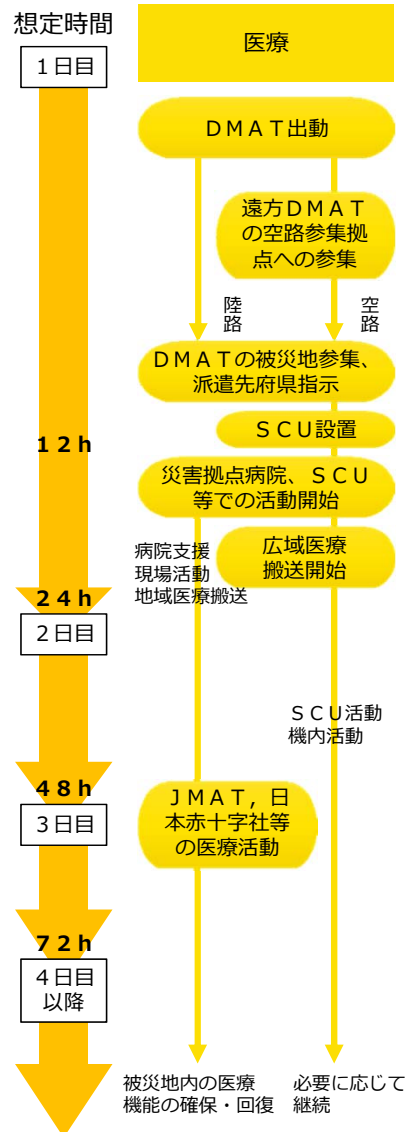 想定時間
医療
１日目
ＤＭＡＴ出動
遠方ＤＭＡＴ
の空路参集拠
点への参集
陸
路
空
路
ＤＭＡＴの被災地参集、
派遣先府県指示
ＳＣＵ設置
１２ｈ
災害拠点病院、ＳＣＵ
等での活動開始
病院支援
現場活動
地域医療搬送
広域医療
搬送開始
２４ｈ
２日目
ＳＣＵ活動
機内活動
４８ｈ
３日目
ＪＭＡＴ，日
本赤十字社等
の医療活動
７２ｈ
４日目
以降
被災地内の医療
機能の確保・回復
必要に応じて
継続